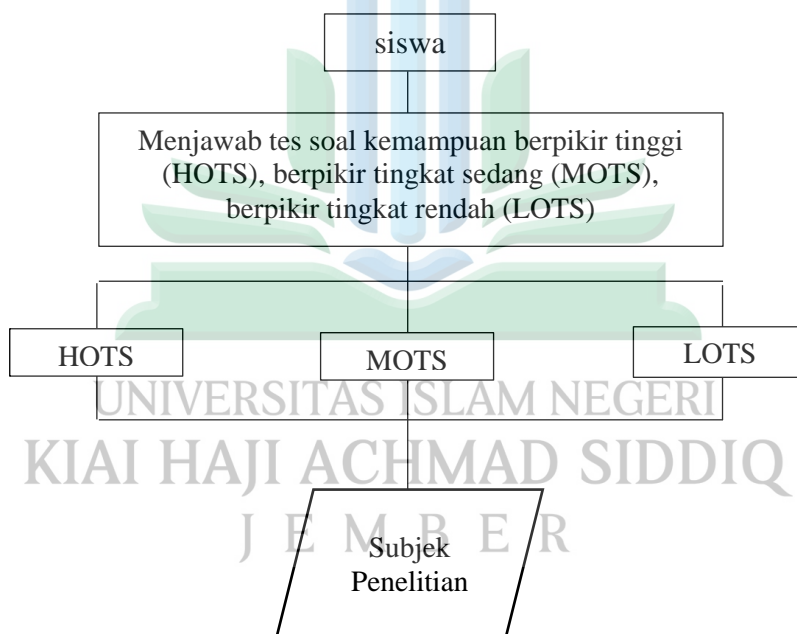 siswa
Menjawab tes soal kemampuan berpikir tinggi
(HOTS), berpikir tingkat sedang (MOTS),
berpikir tingkat rendah (LOTS)
HOTS
MOTS
LOTS
UNIVERSITAS ISLAM NEGERI
KIAI HAJI ACHMAD SIDDIQ
J E M B E R
Subjek
Penelitian